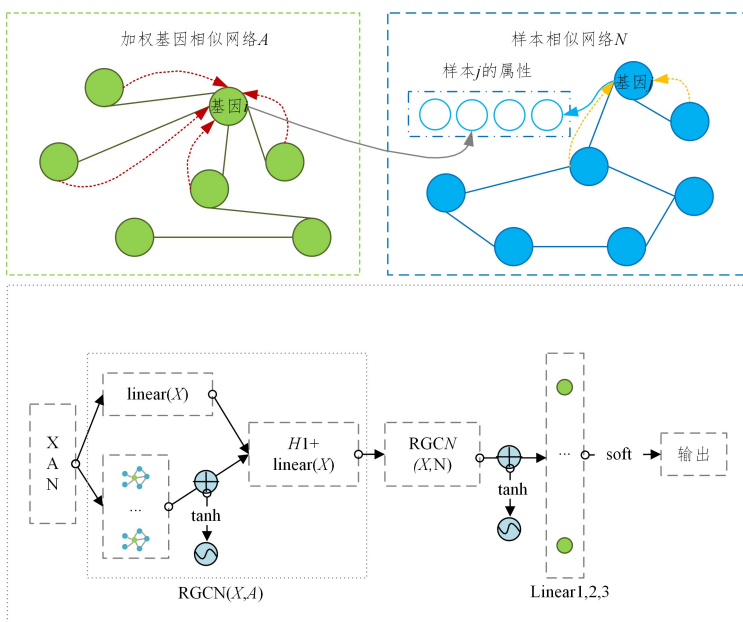 加权基因相似网络A
样本相似网络N
样本j的属性
基因i
基因j
X
A
N
linear(X)
...
tanh
H1+
linear(X)
RGCN(X,A)
RGCN
(X,N)
tanh
...
Linear1,2,3
soft
输出